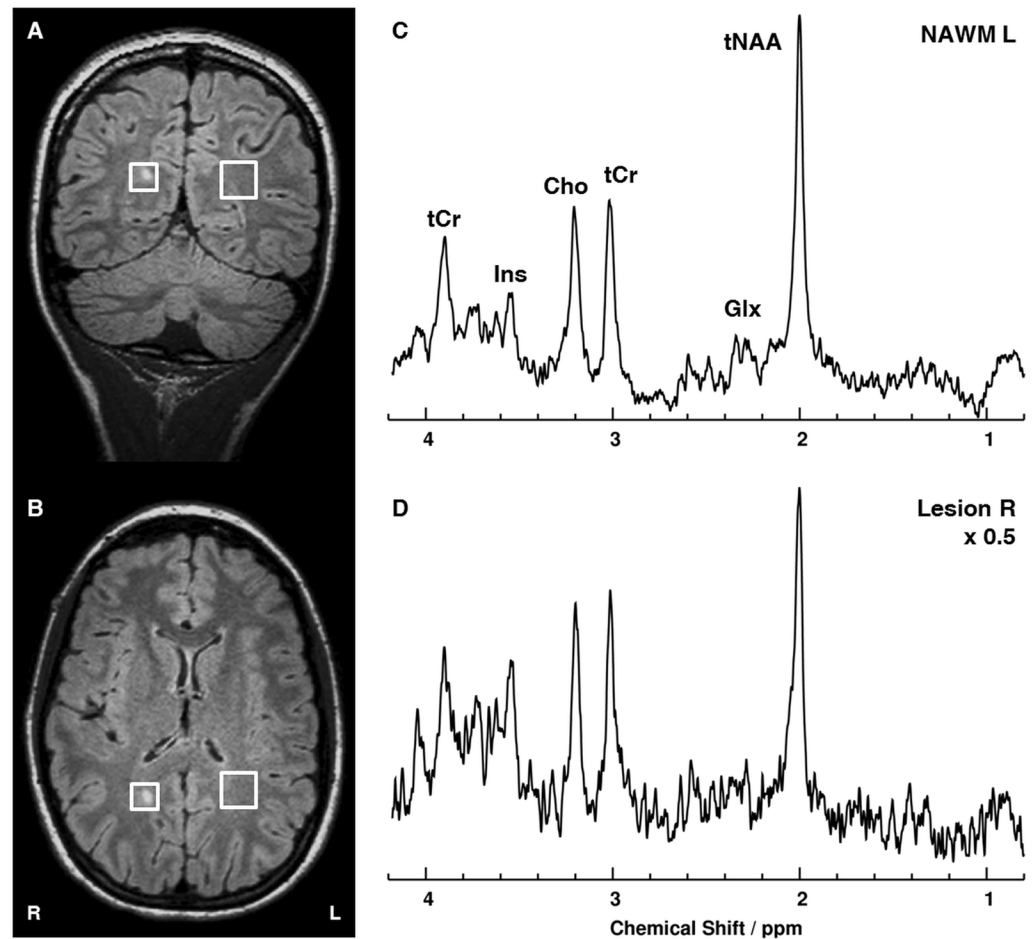 A
C
NAWM L
tNAA
Cho
tCr
tCr
Ins
Glx
4
3
2
1
B
D
Lesion R
x 0.5
R
L
4
3
2
1
Chemical Shift / ppm